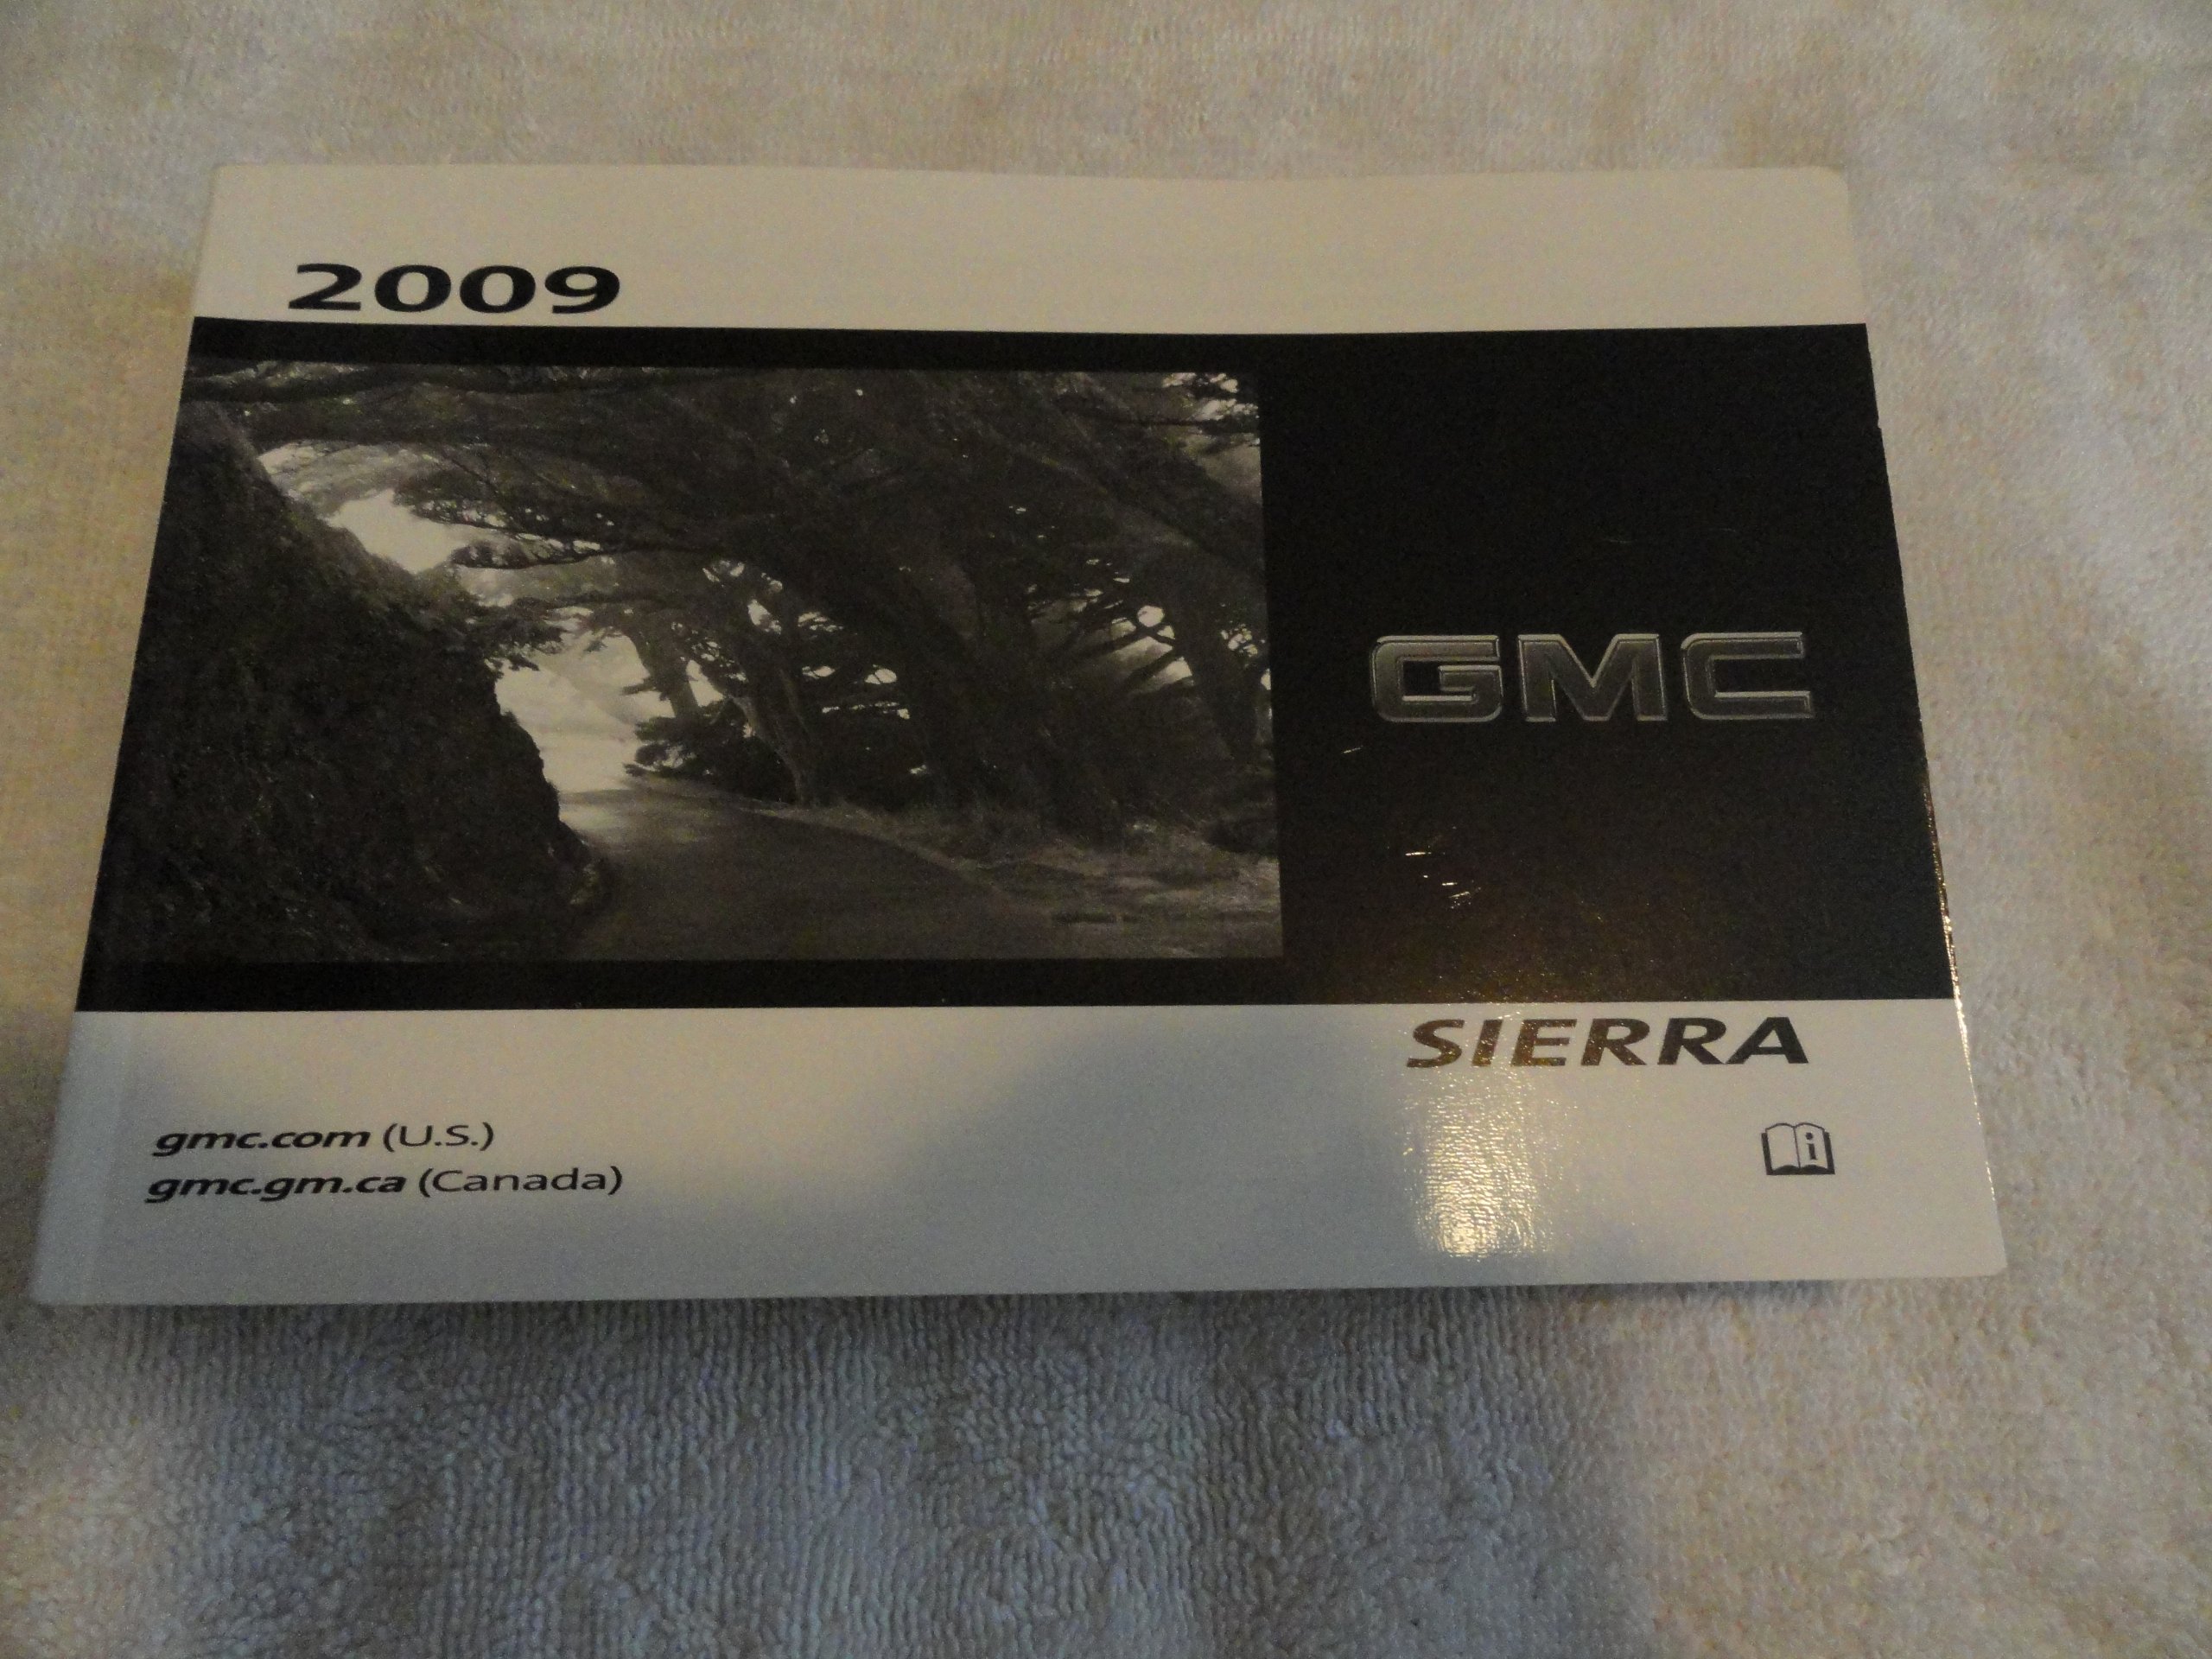 2009
GMC
SIERRA
gmc.com (U.S.)
gmc.gm.ca (Canada)